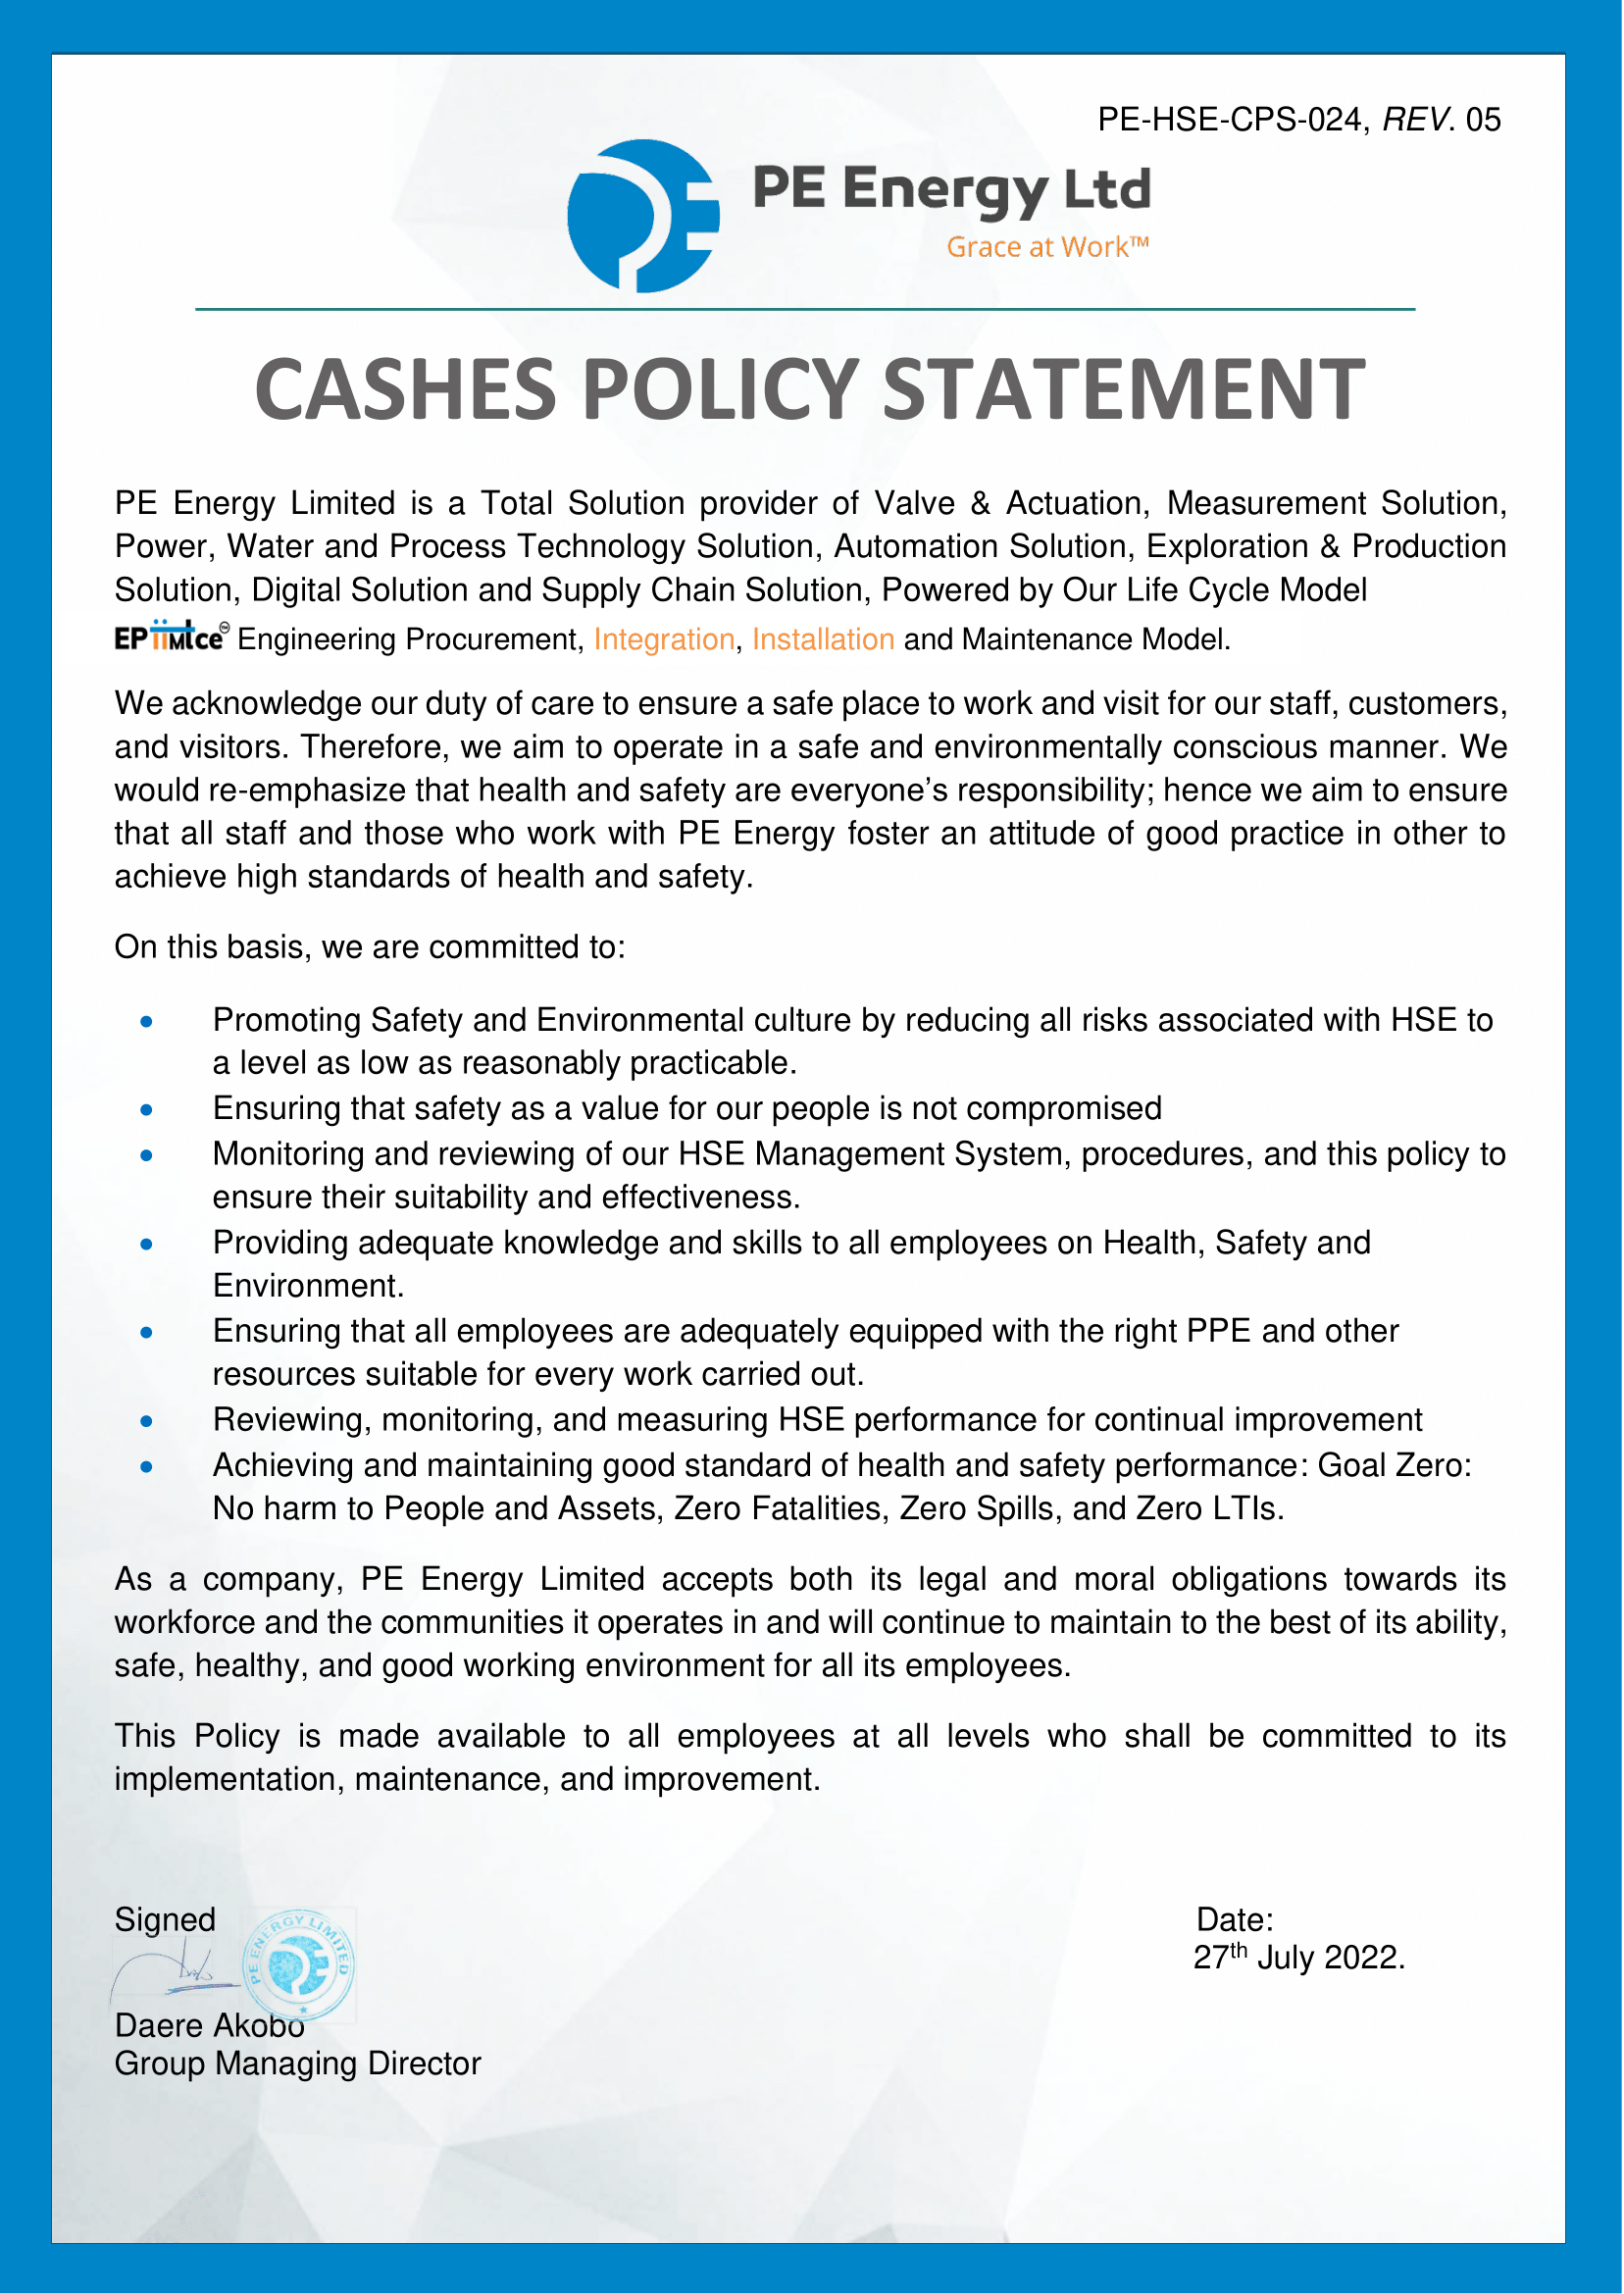 PE-HSE-CPS-024, REV. 05
PE Energy Ltd
Grace at Work™
CASHES POLICY STATEMENT
PE Energy Limited is a Total Solution provider of Valve & Actuation, Measurement Solution,
Power, Water and Process Technology Solution, Automation Solution, Exploration & Production
Solution, Digital Solution and Supply Chain Solution, Powered by Our Life Cycle Model
EPiiMtce® Engineering Procurement, Integration, Installation and Maintenance Model.
We acknowledge our duty of care to ensure a safe place to work and visit for our staff, customers,
and visitors. Therefore, we aim to operate in a safe and environmentally conscious manner. We
would re-emphasize that health and safety are everyone’s responsibility; hence we aim to ensure
that all staff and those who work with PE Energy foster an attitude of good practice in other to
achieve high standards of health and safety.
On this basis, we are committed to:
• Promoting Safety and Environmental culture by reducing all risks associated with HSE to
a level as low as reasonably practicable.
• Ensuring that safety as a value for our people is not compromised
• Monitoring and reviewing of our HSE Management System, procedures, and this policy to
ensure their suitability and effectiveness.
• Providing adequate knowledge and skills to all employees on Health, Safety and
Environment.
• Ensuring that all employees are adequately equipped with the right PPE and other
resources suitable for every work carried out.
• Reviewing, monitoring, and measuring HSE performance for continual improvement
• Achieving and maintaining good standard of health and safety performance: Goal Zero:
No harm to People and Assets, Zero Fatalities, Zero Spills, and Zero LTIs.
As a company, PE Energy Limited accepts both its legal and moral obligations towards its
workforce and the communities it operates in and will continue to maintain to the best of its ability,
safe, healthy, and good working environment for all its employees.
This Policy is made available to all employees at all levels who shall be committed to its
implementation, maintenance, and improvement.
Signed
PE ENERGY LIMITED
Daere Akobo
Group Managing Director
Date:
27th July 2022.